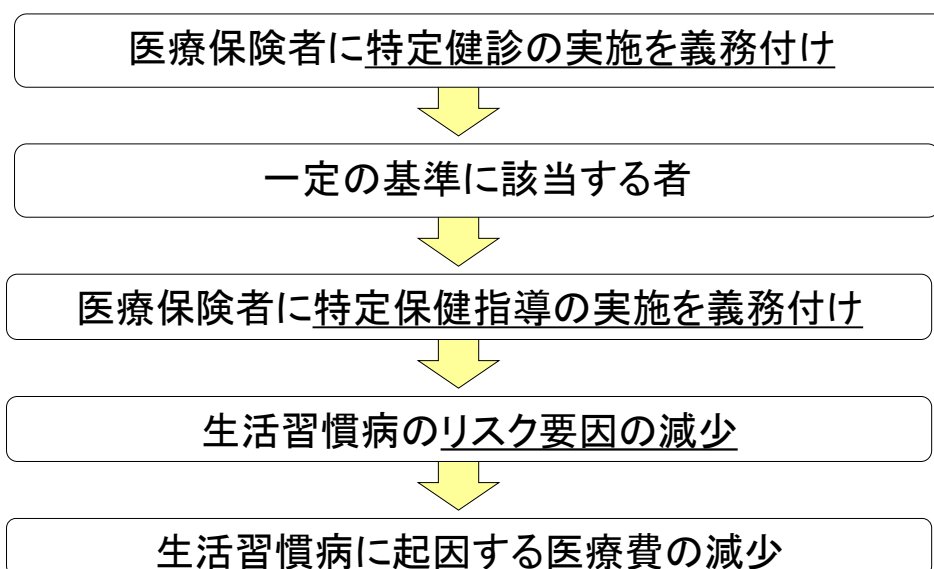 医療保険者に特定健診の実施を義務付け
一定の基準に該当する者
医療保険者に特定保健指導の実施を義務付け
生活習慣病のリスク要因の減少
生活習慣病に起因する医療費の減少